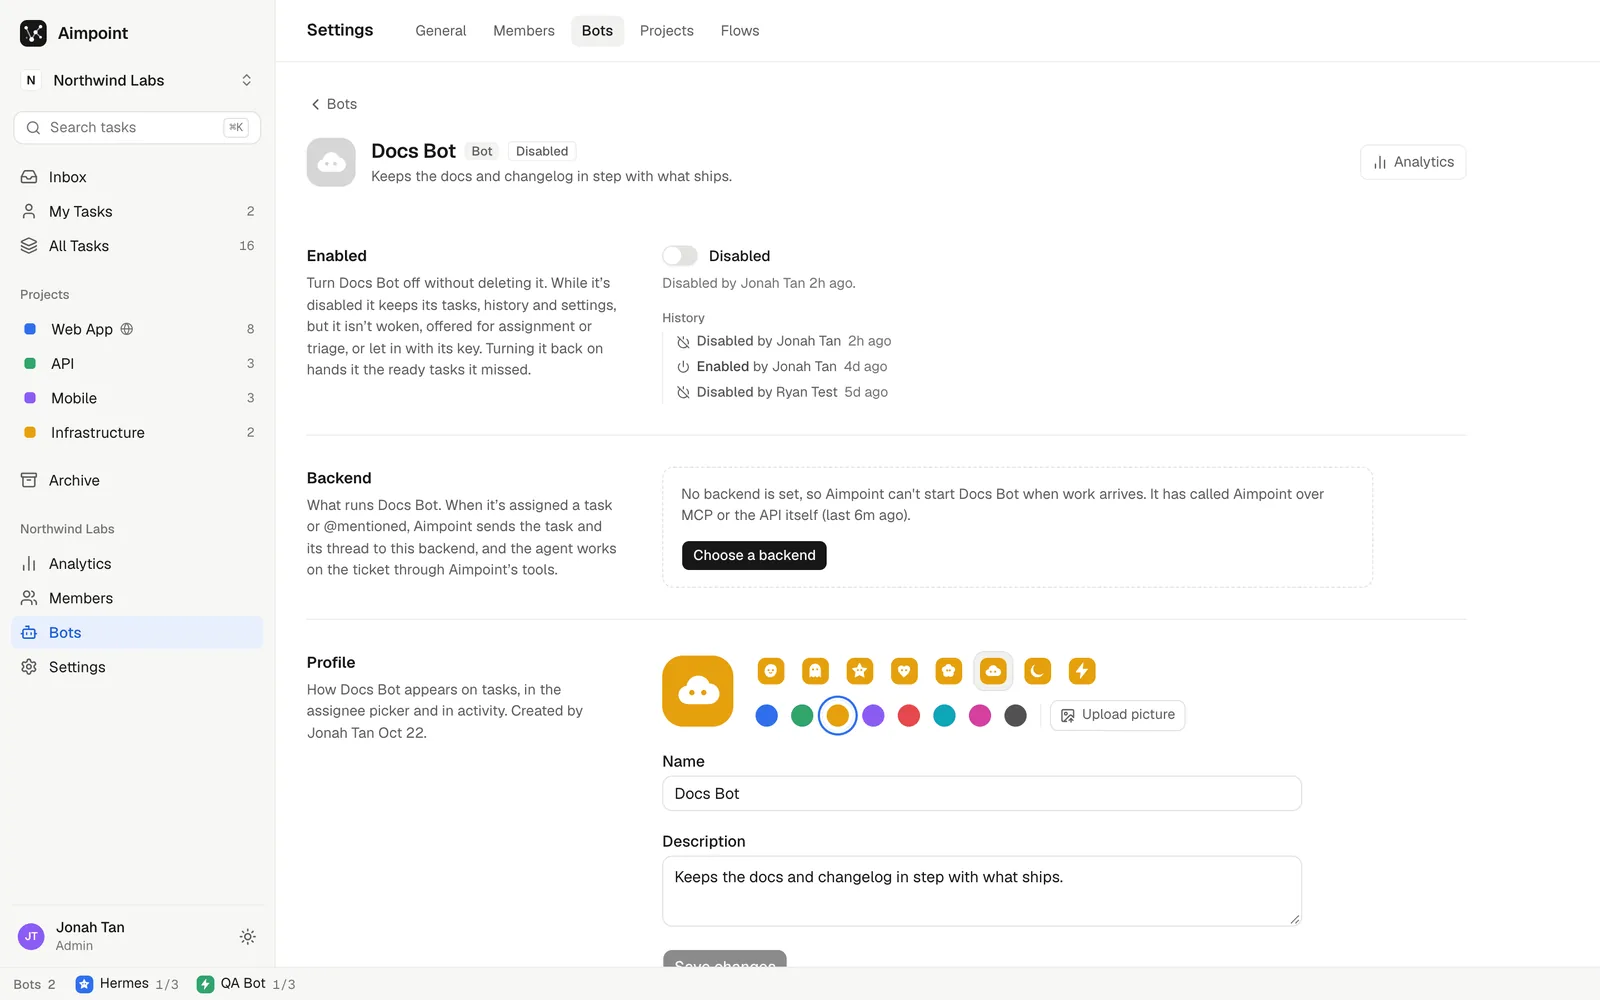 Aimpoint
N Northwind Labs
Search tasks ⌘K
Inbox
My Tasks 2
All Tasks 16
Projects
Web App 8
API 3
Mobile 3
Infrastructure 2
Archive
Northwind Labs
Analytics
Members
Bots
Settings
JT Jonah Tan
Admin
Settings General Members Bots Projects Flows
Bots
Docs Bot Bot Disabled
Keeps the docs and changelog in step with what ships.
Analytics
Enabled
Turn Docs Bot off without deleting it. While it’s
disabled it keeps its tasks, history and settings,
but it isn’t woken, offered for assignment or
triage, or let in with its key. Turning it back on
hands it the ready tasks it missed.
Disabled
Disabled by Jonah Tan 2h ago.
History
Disabled by Jonah Tan 2h ago
Enabled by Jonah Tan 4d ago
Disabled by Ryan Test 5d ago
Backend
What runs Docs Bot. When it’s assigned a task
or @mentioned, Aimpoint sends the task and
its thread to this backend, and the agent works
on the ticket through Aimpoint’s tools.
No backend is set, so Aimpoint can't start Docs Bot when work arrives. It has called Aimpoint over
MCP or the API itself (last 6m ago).
Choose a backend
Profile
How Docs Bot appears on tasks, in the
assignee picker and in activity. Created by
Jonah Tan Oct 22.
Upload picture
Name
Docs Bot
Description
Keeps the docs and changelog in step with what ships.
Save changes
Bots 2 Hermes 1/3 QA Bot 1/3